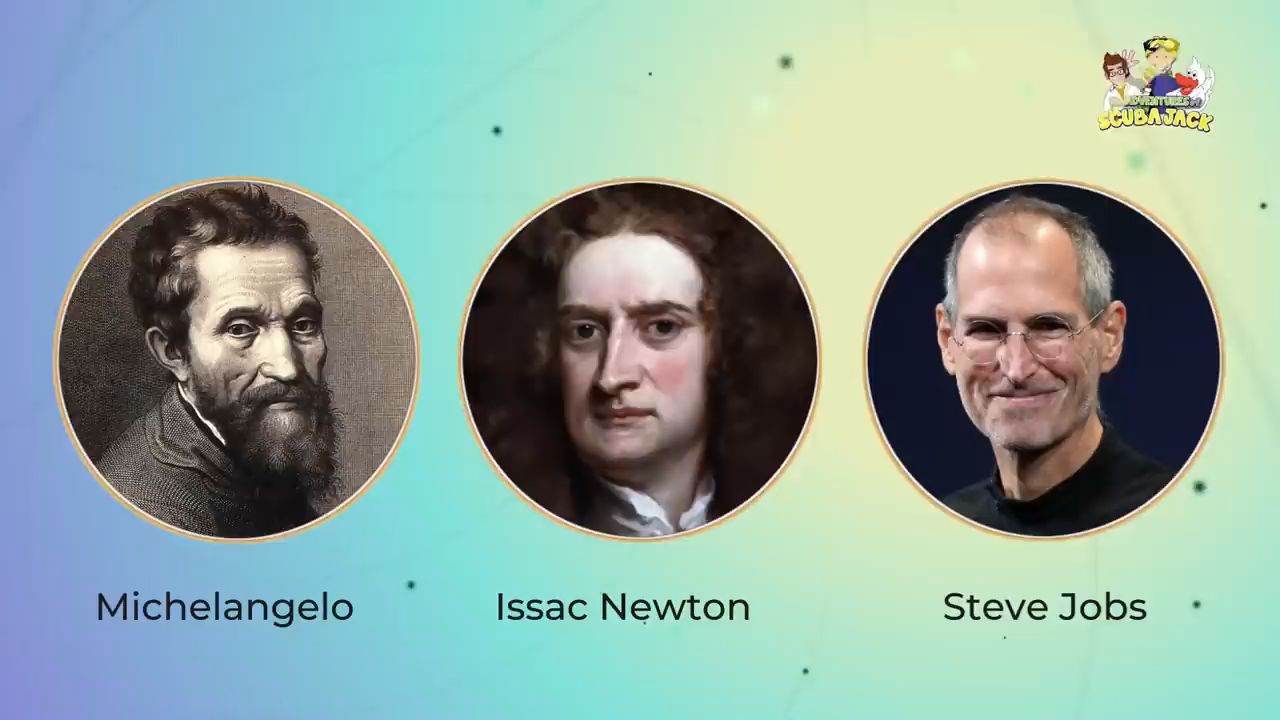 ADVENTURES OF
SCUBA JACK
Michelangelo
Issac Newton
Steve Jobs